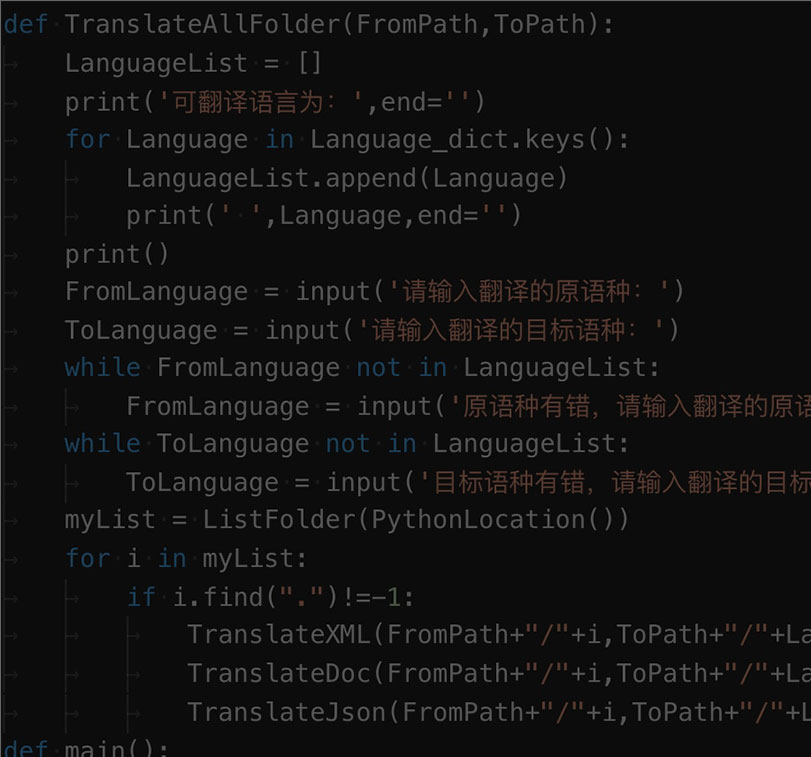 def TranslateAllFolder(FromPath,ToPath):
LanguageList = []
print('可翻译语言为：',end='')
for Language in Language_dict.keys():
LanguageList.append(Language)
print(' ',Language,end='')
print()
FromLanguage = input('请输入翻译的原语种：')
ToLanguage = input('请输入翻译的目标语种：')
while FromLanguage not in LanguageList:
FromLanguage = input('原语种有错，请输入翻译的原语
while ToLanguage not in LanguageList:
ToLanguage = input('目标语种有错，请输入翻译的目标
myList = ListFolder(PythonLocation())
for i in myList:
if i.find(".")!=-1:
TranslateXML(FromPath+"/"+i,ToPath+"/"+La
TranslateDoc(FromPath+"/"+i,ToPath+"/"+La
TranslateJson(FromPath+"/"+i,ToPath+"/"+L
def main():